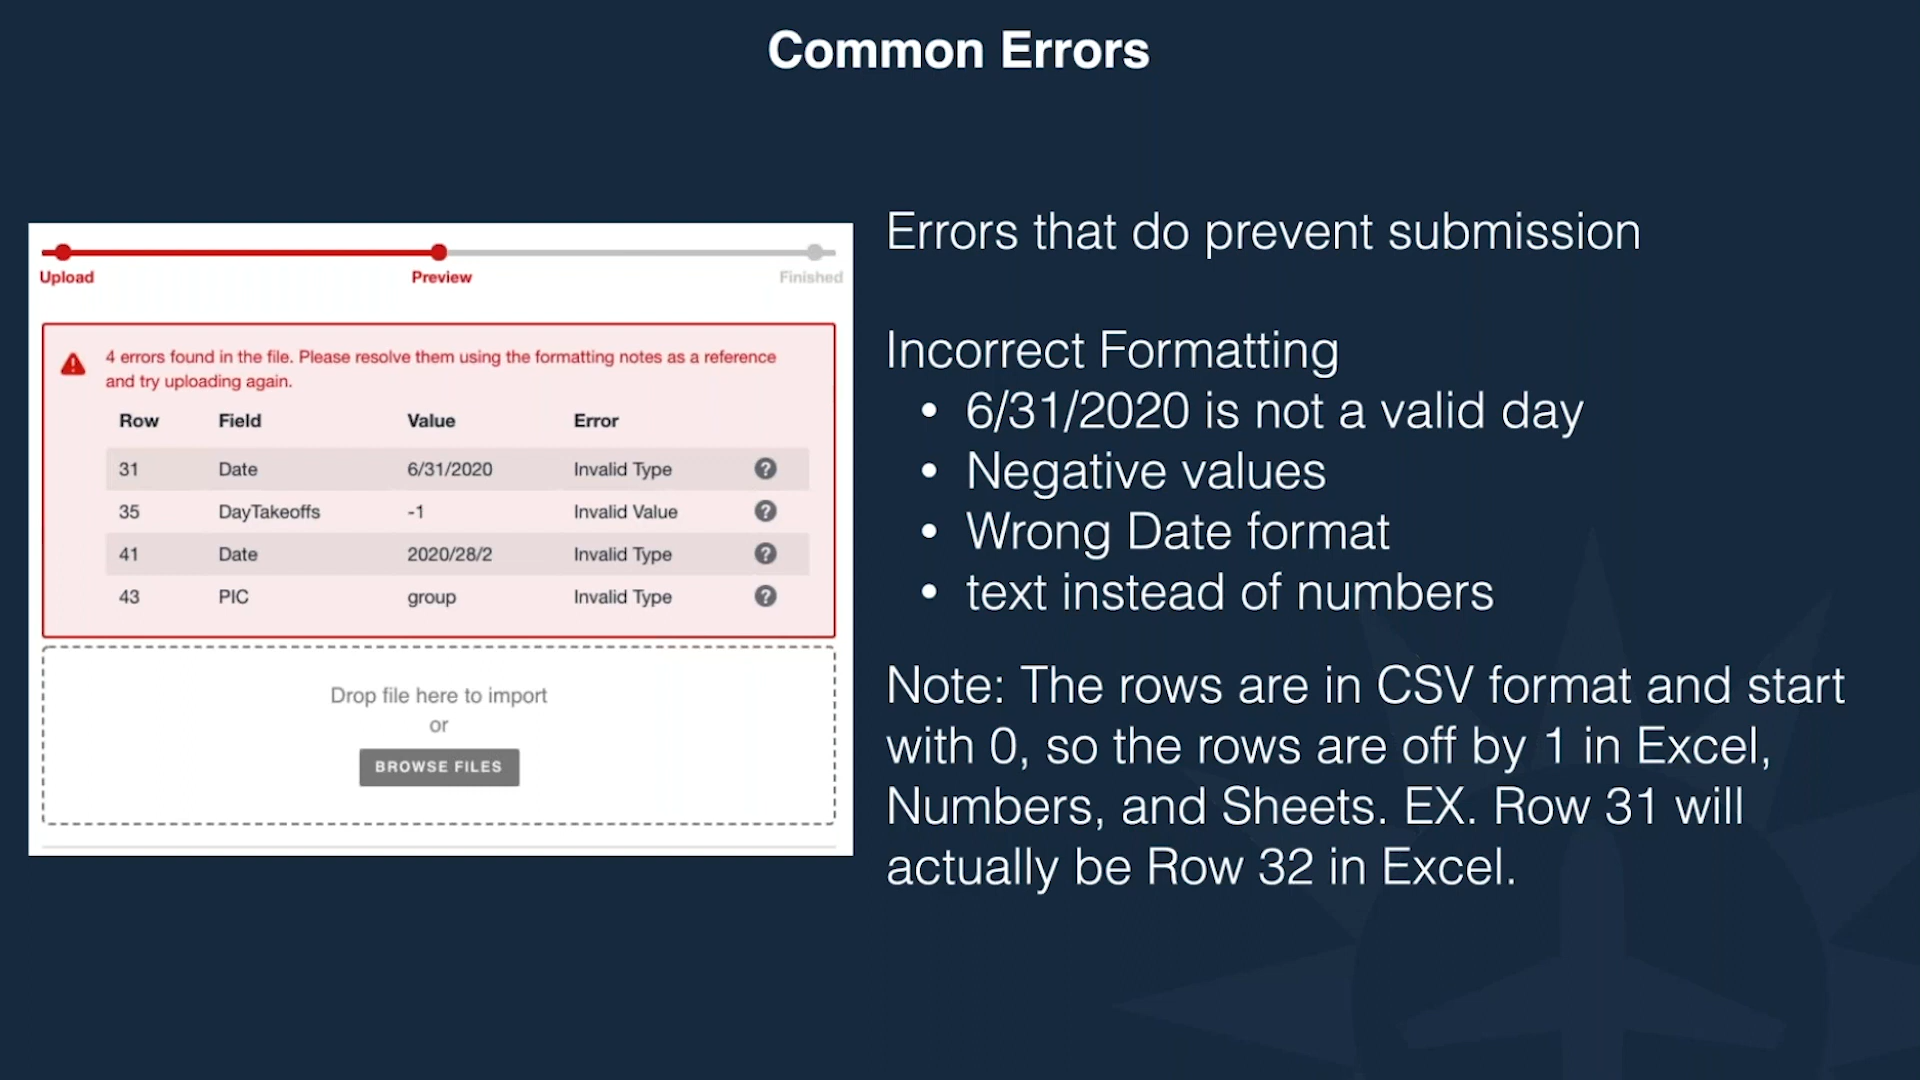 Common Errors
Upload
Preview
Finished
4 errors found in the file. Please resolve them using the formatting notes as a reference
and try uploading again.
Row Field Value Error
31 Date 6/31/2020 Invalid Type ?
35 DayTakeoffs -1 Invalid Value ?
41 Date 2020/28/2 Invalid Type ?
43 PIC group Invalid Type ?
Drop file here to import
or
BROWSE FILES
Errors that do prevent submission
Incorrect Formatting
• 6/31/2020 is not a valid day
• Negative values
• Wrong Date format
• text instead of numbers
Note: The rows are in CSV format and start
with 0, so the rows are off by 1 in Excel,
Numbers, and Sheets. EX. Row 31 will
actually be Row 32 in Excel.